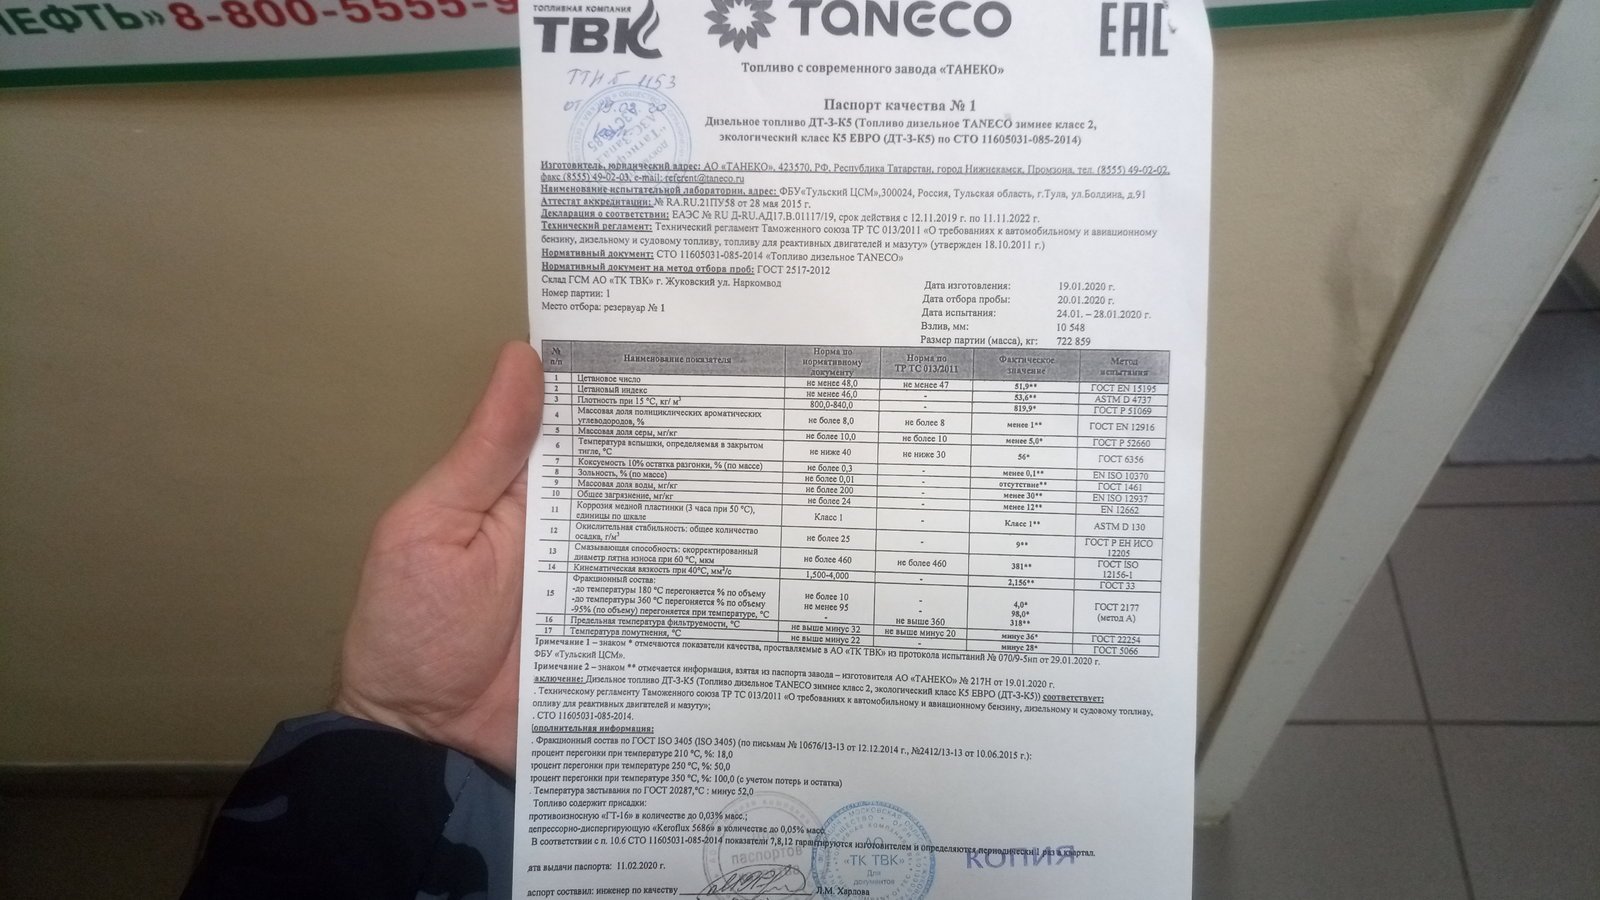 НЕФТЬ» 8-800-5555-9
ТОПЛИВНАЯ КОМПАНИЯ
ТВК
TANECO
EAC
Топливо с современного завода «ТАНЕКО»
ТТН Б 1153
от 19.02.20
Паспорт качества № 1
Дизельное топливо ДТ-З-К5 (Топливо дизельное TANECO зимнее класс 2,
экологический класс К5 ЕВРО (ДТ-З-К5) по СТО 11605031-085-2014)
Изготовитель, юридический адрес: АО «ТАНЕКО», 423570, РФ, Республика Татарстан, город Нижнекамск, Промзона, тел. (8555) 49-02-02,
факс (8555) 49-02-03, e-mail: referent@taneco.ru
Наименование испытательной лаборатории, адрес: ФБУ«Тульский ЦСМ»,300024, Россия, Тульская область, г.Тула, ул.Болдина, д.91
Аттестат аккредитации: № RA.RU.21ПУ58 от 28 мая 2015 г.
Декларация о соответствии: ЕАЭС № RU Д-RU.АД17.В.01117/19, срок действия с 12.11.2019 г. по 11.11.2022 г.
Технический регламент: Технический регламент Таможенного союза ТР ТС 013/2011 «О требованиях к автомобильному и авиационному
бензину, дизельному и судовому топливу, топливу для реактивных двигателей и мазуту» (утвержден 18.10.2011 г.)
Нормативный документ: СТО 11605031-085-2014 «Топливо дизельное TANECO»
Нормативный документ на метод отбора проб: ГОСТ 2517-2012
Склад ГСМ АО «ТК ТВК» г. Жуковский ул. Наркомвод
Номер партии: 1
Место отбора: резервуар № 1
Дата изготовления: 19.01.2020 г.
Дата отбора пробы: 20.01.2020 г.
Дата испытания: 24.01. – 28.01.2020 г.
Взлив, мм: 10 548
Размер партии (масса), кг: 722 859
№ п/п Наименование показателя Норма по нормативному документу Норма по ТР ТС 013/2011 Фактическое значение Метод испытания
1 Цетановое число не менее 48,0 не менее 47 51,9** ГОСТ EN 15195
2 Цетановый индекс не менее 46,0 - 53,6** ASTM D 4737
3 Плотность при 15 °С, кг/ м³ 800,0-840,0 - 819,9* ГОСТ Р 51069
4 Массовая доля полициклических ароматических углеводородов, % не более 8,0 не более 8 менее 1** ГОСТ EN 12916
5 Массовая доля серы, мг/кг не более 10,0 не более 10 менее 5,0* ГОСТ Р 52660
6 Температура вспышки, определяемая в закрытом тигле, °С не ниже 40 не ниже 30 56* ГОСТ 6356
7 Коксуемость 10% остатка разгонки, % (по массе) не более 0,3 - менее 0,1** EN ISO 10370
8 Зольность, % (по массе) не более 0,01 - отсутствие** ГОСТ 1461
9 Массовая доля воды, мг/кг не более 200 - менее 30** EN ISO 12937
10 Общее загрязнение, мг/кг не более 24 - менее 12** EN 12662
11 Коррозия медной пластинки (3 часа при 50 °С), единицы по шкале Класс 1 - Класс 1** ASTM D 130
12 Окислительная стабильность: общее количество осадка, г/м³ не более 25 - 9** ГОСТ Р ЕН ИСО 12205
13 Смазывающая способность: скорректированный диаметр пятна износа при 60 °С, мкм не более 460 не более 460 381** ГОСТ ISO 12156-1
14 Кинематическая вязкость при 40°С, мм²/с 1,500-4,000 - 2,156** ГОСТ 33
15 Фракционный состав:
-до температуры 180 °С перегоняется % по объему не более 10 - 4,0*
-до температуры 360 °С перегоняется % по объему не менее 95 - 98,0* ГОСТ 2177 (метод А)
-95% (по объему) перегоняется при температуре, °С - не выше 360 318**
16 Предельная температура фильтруемости, °С не выше минус 32 не выше минус 20 минус 36* ГОСТ 22254
17 Температура помутнения, °С не выше минус 22 - минус 28* ГОСТ 5066
Iримечание 1 – знаком * отмечаются показатели качества, проставляемые в АО «ТК ТВК» из протокола испытаний № 070/9-5нп от 29.01.2020 г.
ФБУ «Тульский ЦСМ».
Iримечание 2 – знаком ** отмечается информация, взятая из паспорта завода – изготовителя АО «ТАНЕКО» № 217Н от 19.01.2020 г.
аключение: Дизельное топливо ДТ-З-К5 (Топливо дизельное TANECO зимнее класс 2, экологический класс К5 ЕВРО (ДТ-З-К5)) соответствует:
. Техническому регламенту Таможенного союза ТР ТС 013/2011 «О требованиях к автомобильному и авиационному бензину, дизельному и судовому топливу,
опливу для реактивных двигателей и мазуту»;
. СТО 11605031-085-2014.
ополнительная информация:
. Фракционный состав по ГОСТ ISO 3405 (ISO 3405) (по письмам № 10676/13-13 от 12.12.2014 г., №2412/13-13 от 10.06.2015 г.):
процент перегонки при температуре 210 °С, %: 18,0
процент перегонки при температуре 250 °С, %: 50,0
процент перегонки при температуре 350 °С, %: 100,0 (с учетом потерь и остатка)
. Температура застывания по ГОСТ 20287,°С : минус 52,0
Топливо содержит присадки:
противоизносную «ГТ-16» в количестве до 0,03% масс.;
депрессорно-диспергирующую «Keroflux 5686» в количестве до 0,05% масс
В соответствии с п. 10.6 СТО 11605031-085-2014 показатели 7,8,12 гарантируются изготовителем и определяются периодически 1 раз в квартал.
ата выдачи паспорта: 11.02.2020 г.
аспорт составил: инженер по качеству Л.М. Харлова
паспортов
АО
«ТК ТВК»
Для
документов
КОПИЯ